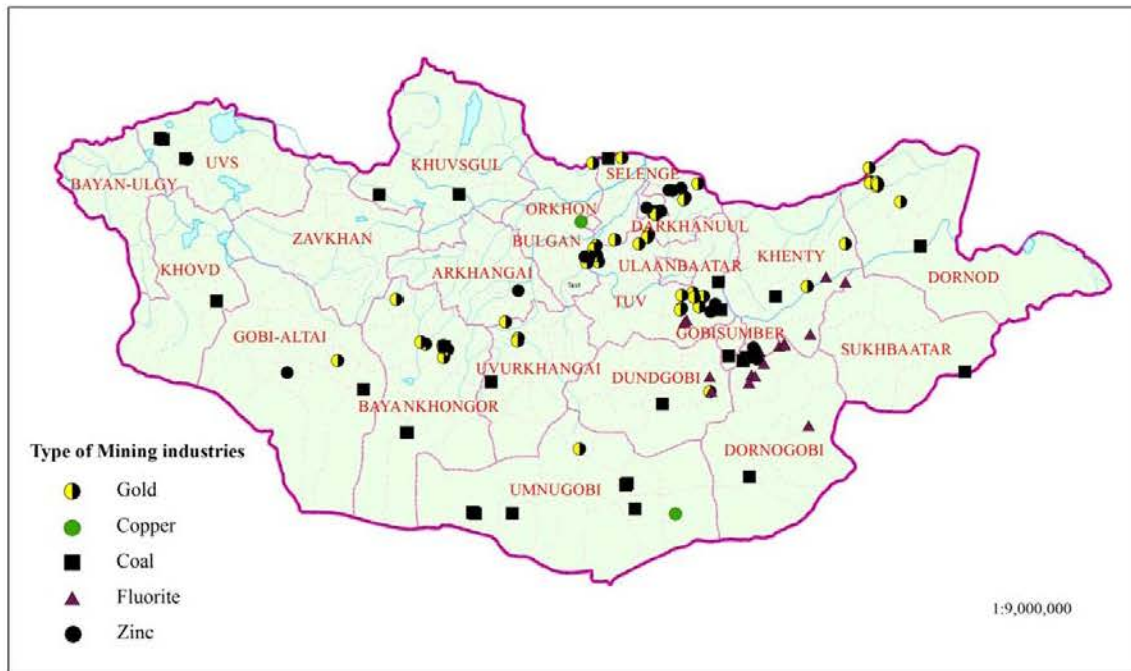 KHUVSGUL
SELENGE
UVS
BAYAN-ULGY
ORKHON
DARKHANUUL
ZAVKHAN
BULGAN
KHENTY
KHOVD
ARKHANGAI
ULAANBAATAR
DORNOD
TUV
GOBI-ALTAI
GOBISUMBER
SUKHBAATAR
UVURKHANGAI
DUNDGOBI
BAYANKHONGOR
DORNOGOBI
UMNUGOBI
Type of Mining industries
Gold
Copper
Coal
Fluorite
Zinc
1:9,000,000